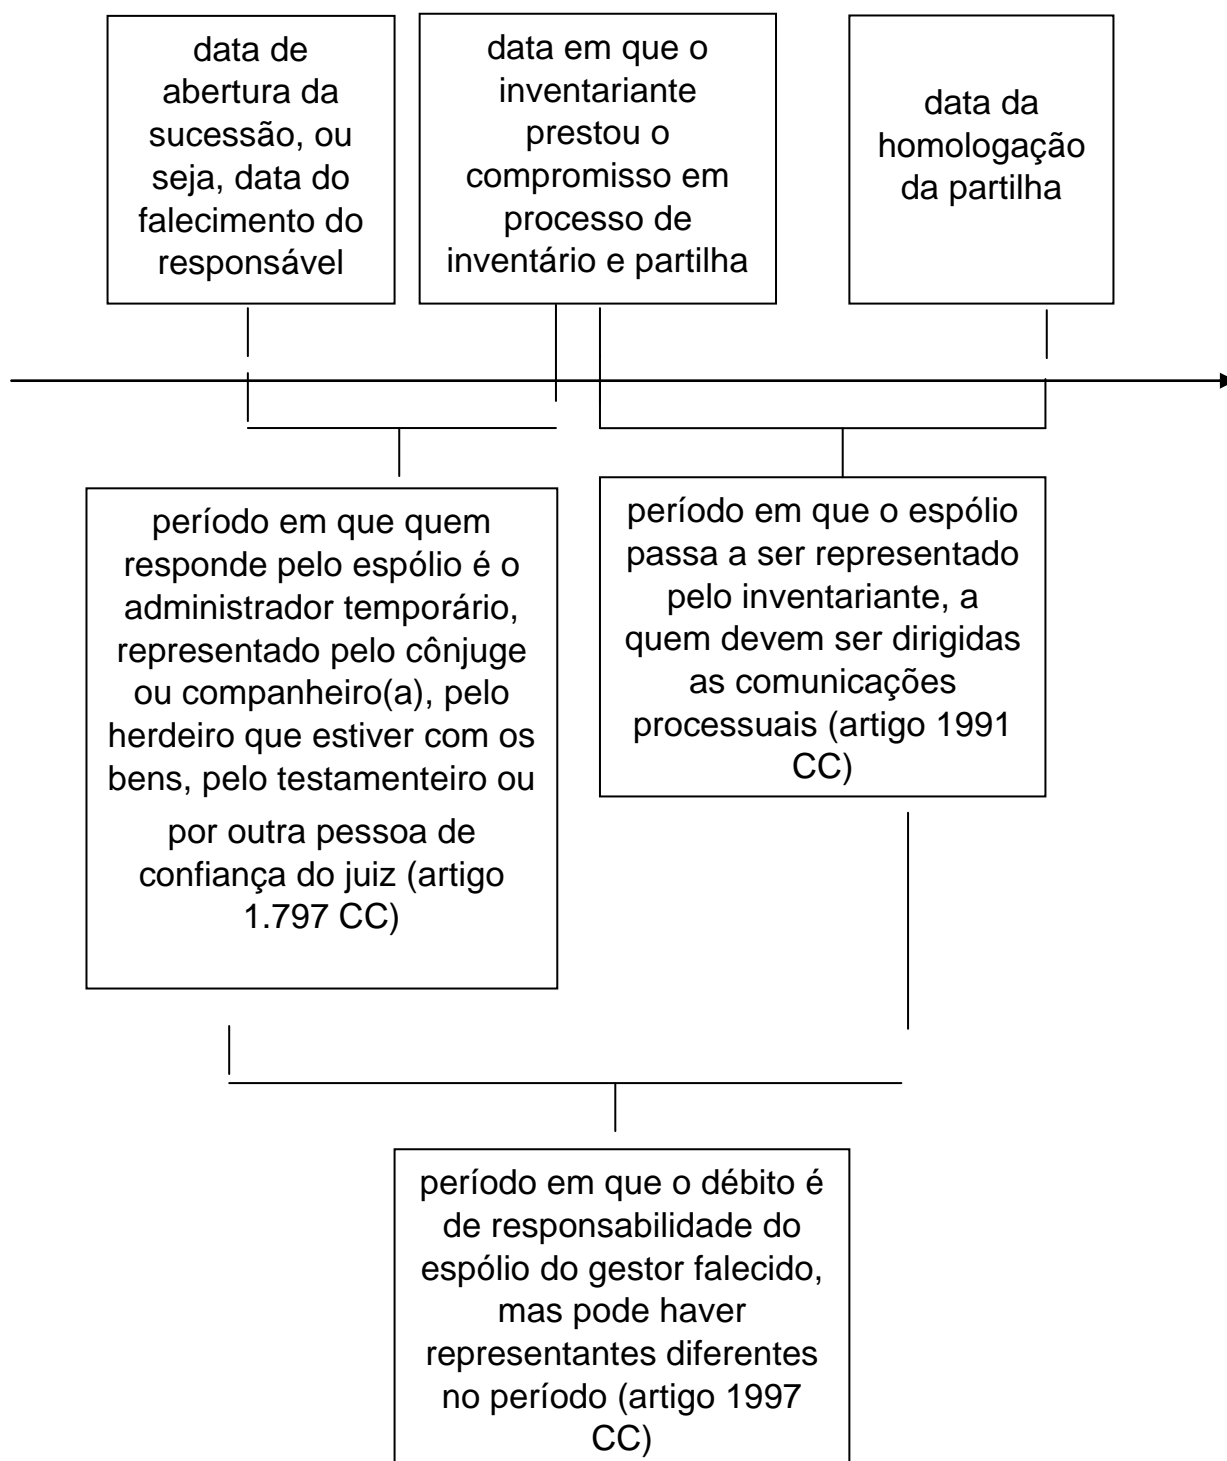 data de
abertura da
sucessão, ou
seja, data do
falecimento do
responsável
data em que o
inventariante
prestou o
compromisso em
processo de
inventário e partilha
data da
homologação
da partilha
período em que quem
responde pelo espólio é o
administrador temporário,
representado pelo cônjuge
ou companheiro(a), pelo
herdeiro que estiver com os
bens, pelo testamenteiro ou
por outra pessoa de
confiança do juiz (artigo
1.797 CC)
período em que o espólio
passa a ser representado
pelo inventariante, a
quem devem ser dirigidas
as comunicações
processuais (artigo 1991
CC)
período em que o débito é
de responsabilidade do
espólio do gestor falecido,
mas pode haver
representantes diferentes
no período (artigo 1997
CC)